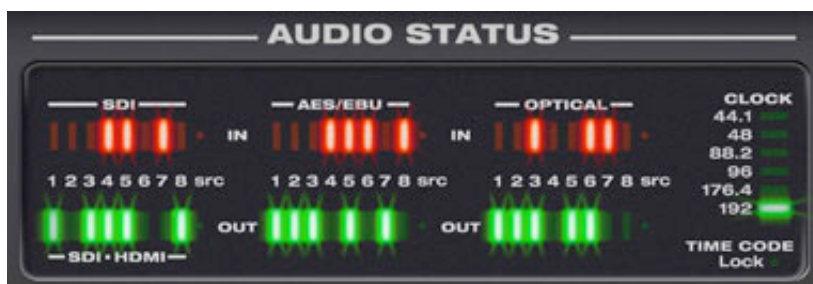 AUDIO STATUS
SDI
AES/EBU
OPTICAL
CLOCK
44.1
48
88.2
96
176.4
192
IN
IN
1 2 3 4 5 6 7 8 src
1 2 3 4 5 6 7 8 src
1 2 3 4 5 6 7 8 src
OUT
OUT
SDI • HDMI
TIME CODE
Lock